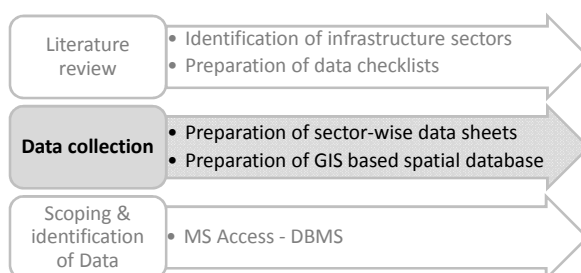 Literature
review
• Identification of infrastructure sectors
• Preparation of data checklists
Data collection
• Preparation of sector-wise data sheets
• Preparation of GIS based spatial database
Scoping &
identification
of Data
• MS Access - DBMS